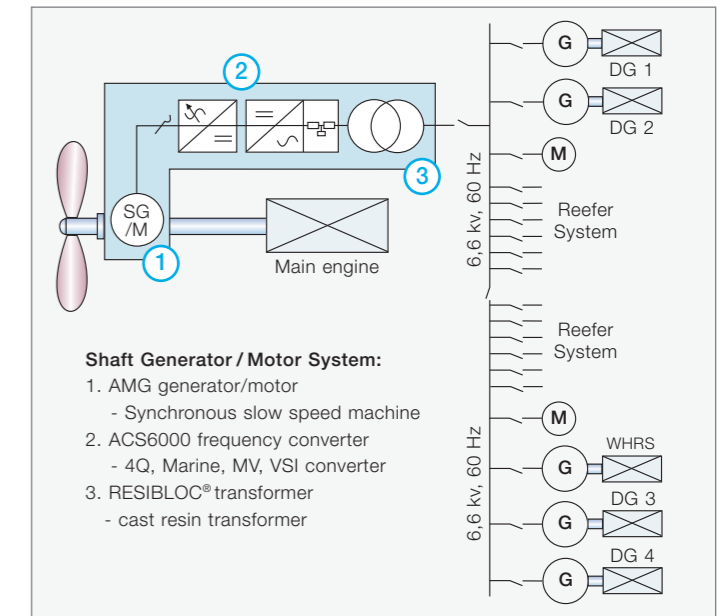 2
3
SG
/M
1
Main engine
G
DG 1
G
DG 2
M
6,6 kv, 60 Hz
Reefer
System
Reefer
System
M
6,6 kv, 60 Hz
WHRS
G
DG 3
G
DG 4
G
Shaft Generator / Motor System:
1. AMG generator/motor
- Synchronous slow speed machine
2. ACS6000 frequency converter
- 4Q, Marine, MV, VSI converter
3. RESIBLOC® transformer
- cast resin transformer